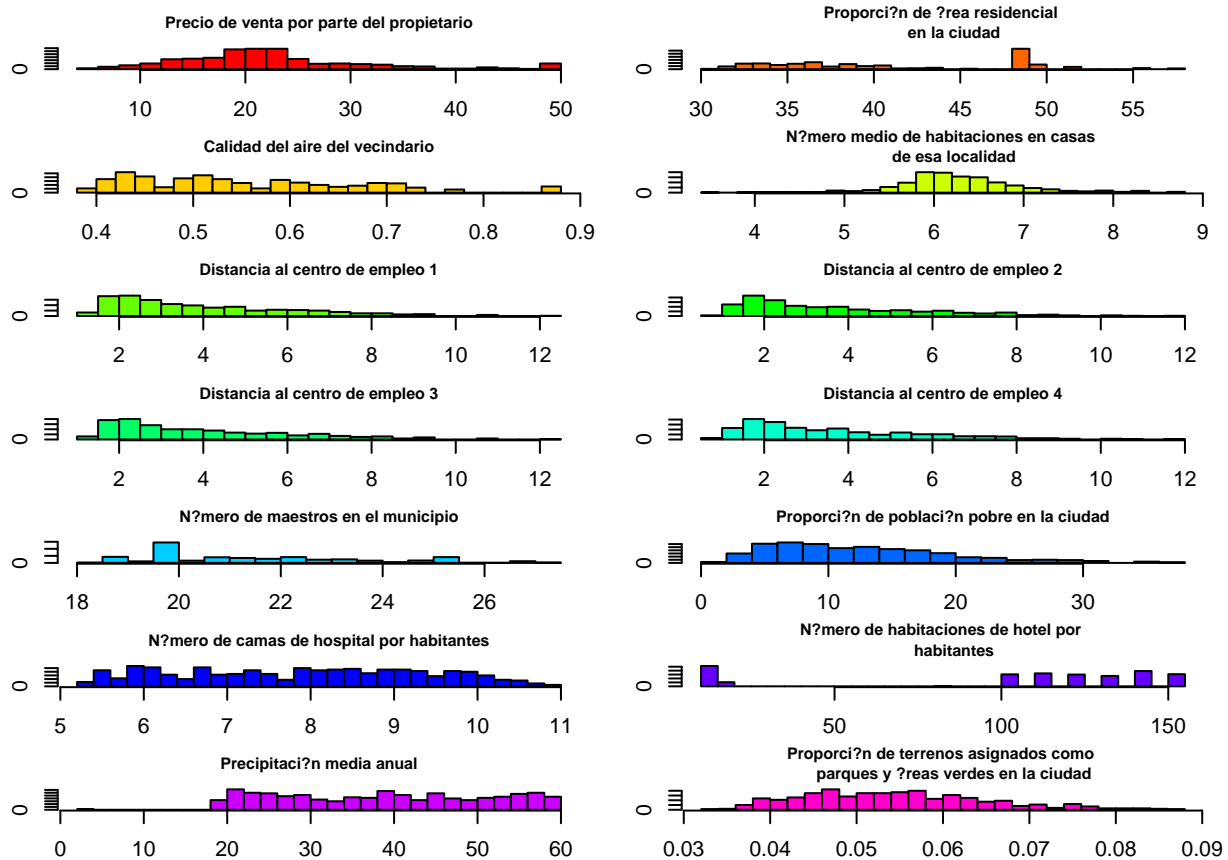 Precio de venta por parte del propietario
0
10 20 30 40 50
Proporci?n de ?rea residencial
en la ciudad
0
30 35 40 45 50 55
Calidad del aire del vecindario
0
0.4 0.5 0.6 0.7 0.8 0.9
N?mero medio de habitaciones en casas
de esa localidad
0
4 5 6 7 8 9
Distancia al centro de empleo 1
0
2 4 6 8 10 12
Distancia al centro de empleo 2
0
2 4 6 8 10 12
Distancia al centro de empleo 3
0
2 4 6 8 10 12
Distancia al centro de empleo 4
0
2 4 6 8 10 12
N?mero de maestros en el municipio
0
18 20 22 24 26
Proporci?n de poblaci?n pobre en la ciudad
0
0 10 20 30
N?mero de camas de hospital por habitantes
0
5 6 7 8 9 10 11
N?mero de habitaciones de hotel por
habitantes
0
50 100 150
Precipitaci?n media anual
0
0 10 20 30 40 50 60
Proporci?n de terrenos asignados como
parques y ?reas verdes en la ciudad
0
0.03 0.04 0.05 0.06 0.07 0.08 0.09